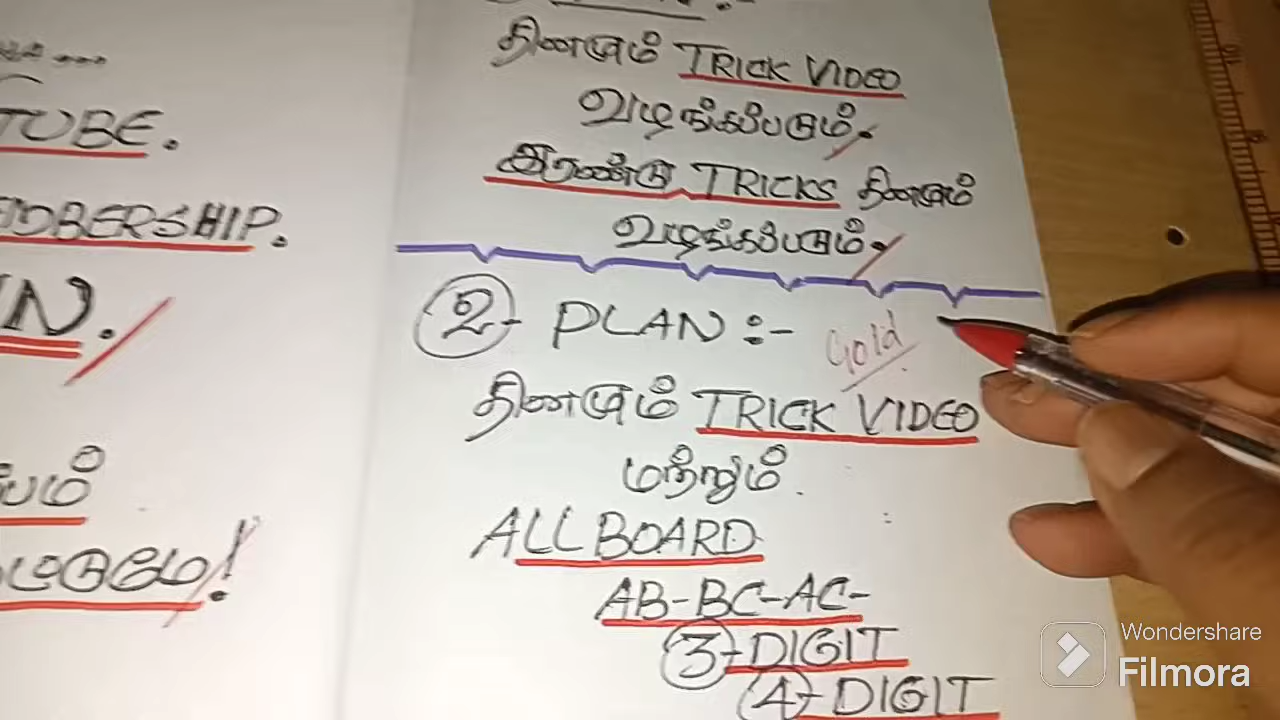 TUBE.
MBERSHIP.
N.
தினமும் TRICK VIDEO
வழங்கப்படும்.
இரண்டு TRICKS தினமும்
வழங்கப்படும்.
2- PLAN :- Gold
தினமும் TRICK VIDEO
மற்றும்.
ALL BOARD
AB-BC-AC-
3-DIGIT
4-DIGIT
Wondershare
Filmora